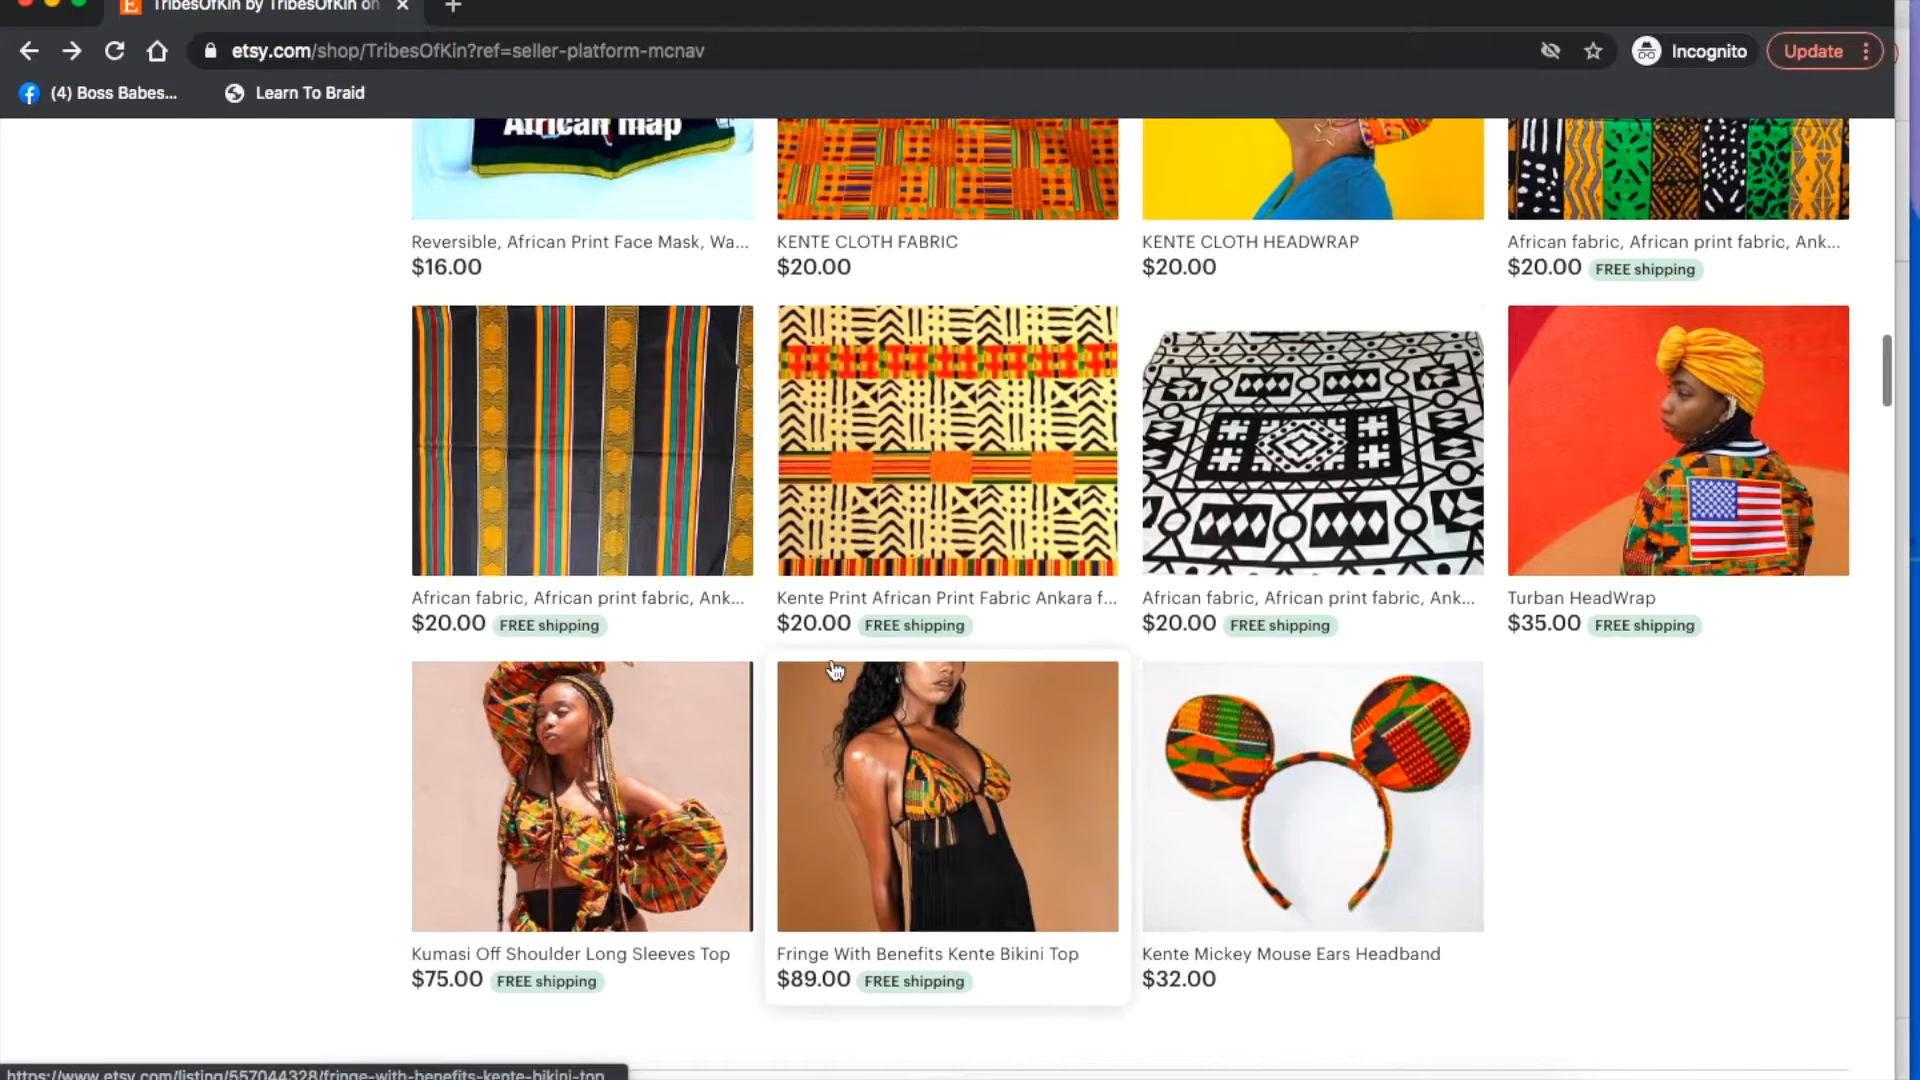 TribesOfKin by TribesOfKin on
etsy.com/shop/TribesOfKin?ref=seller-platform-mcnav
Incognito
Update
(4) Boss Babes...
Learn To Braid
African map
Reversible, African Print Face Mask, Wa...
$16.00
KENTE CLOTH FABRIC
$20.00
KENTE CLOTH HEADWRAP
$20.00
African fabric, African print fabric, Ank...
$20.00 FREE shipping
African fabric, African print fabric, Ank...
$20.00 FREE shipping
Kente Print African Print Fabric Ankara f...
$20.00 FREE shipping
African fabric, African print fabric, Ank...
$20.00 FREE shipping
Turban HeadWrap
$35.00 FREE shipping
Kumasi Off Shoulder Long Sleeves Top
$75.00 FREE shipping
Fringe With Benefits Kente Bikini Top
$89.00 FREE shipping
Kente Mickey Mouse Ears Headband
$32.00
https://www.etsy.com/listing/557044328/fringe-with-benefits-kente-bikini-top